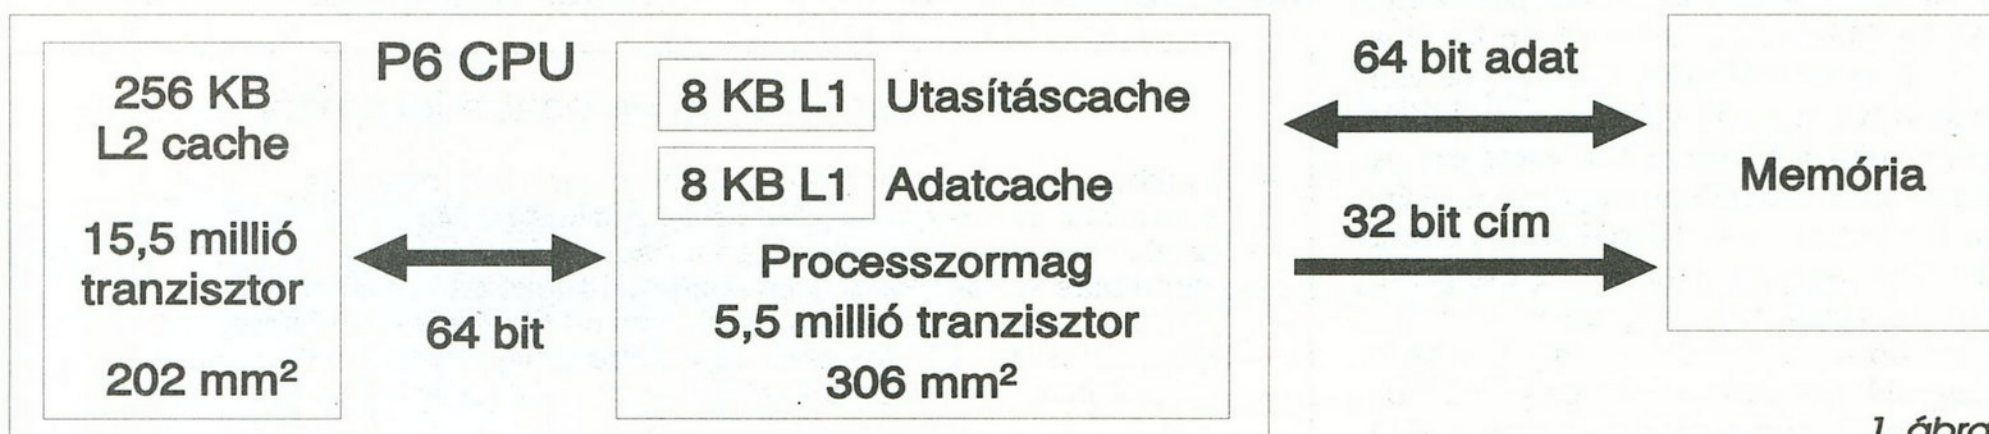 P6 CPU
256 KB
L2 cache
15,5 millió
tranzisztor
202 mm²
64 bit
8 KB L1 Utasításcache
8 KB L1 Adatcache
Processzormag
5,5 millió tranzisztor
306 mm²
64 bit adat
32 bit cím
Memória
1. ábra